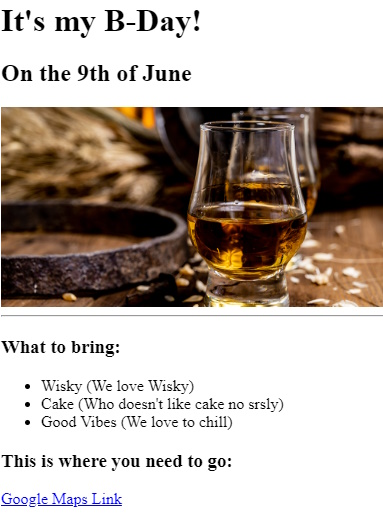 It's my B-Day!
On the 9th of June
What to bring:
Wisky (We love Wisky)
Cake (Who doesn't like cake no srsly)
Good Vibes (We love to chill)
This is where you need to go:
Google Maps Link